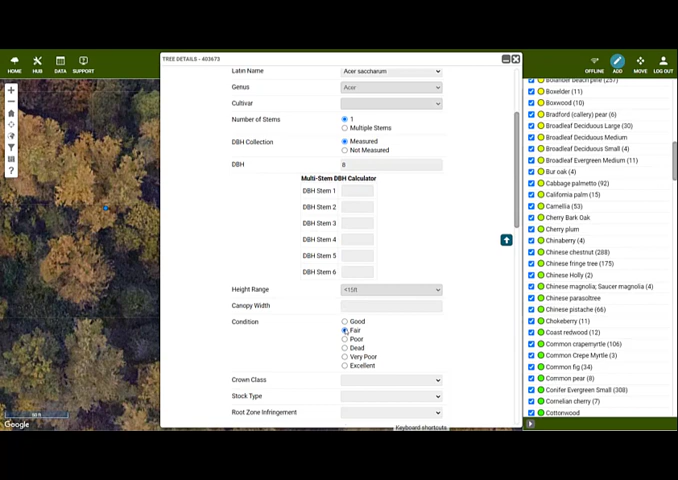 HOME
HUB
DATA
SUPPORT
TREE DETAILS - 403673
OFFLINE
ADD
MOVE
LOG OUT
+
−
?
Google
Latin Name
Acer saccharum
Genus
Acer
Cultivar
Number of Stems
1
Multiple Stems
DBH Collection
Measured
Not Measured
DBH
Multi-Stem DBH Calculator
DBH Stem 1
DBH Stem 2
DBH Stem 3
DBH Stem 4
DBH Stem 5
DBH Stem 6
Height Range
<15ft
Canopy Width
Condition
Good
Fair
Poor
Dead
Very Poor
Excellent
Crown Class
Stock Type
Root Zone Infringement
Keyboard shortcuts
Bolander beach pine (257)
Boxelder (11)
Boxwood (10)
Bradford (callery) pear (6)
Broadleaf Deciduous Large (30)
Broadleaf Deciduous Medium
Broadleaf Deciduous Small (4)
Broadleaf Evergreen Medium (11)
Bur oak (4)
Cabbage palmetto (92)
California palm (15)
Camellia (53)
Cherry Bark Oak
Cherry plum
Chinaberry (4)
Chinese chestnut (288)
Chinese fringe tree (175)
Chinese Holly (2)
Chinese magnolia; Saucer magnolia (4)
Chinese parasoltree
Chinese pistache (66)
Chokeberry (11)
Coast redwood (12)
Common crapemyrtle (106)
Common Crepe Myrtle (3)
Common fig (34)
Common pear (8)
Conifer Evergreen Small (308)
Cornelian cherry (7)
Cottonwood